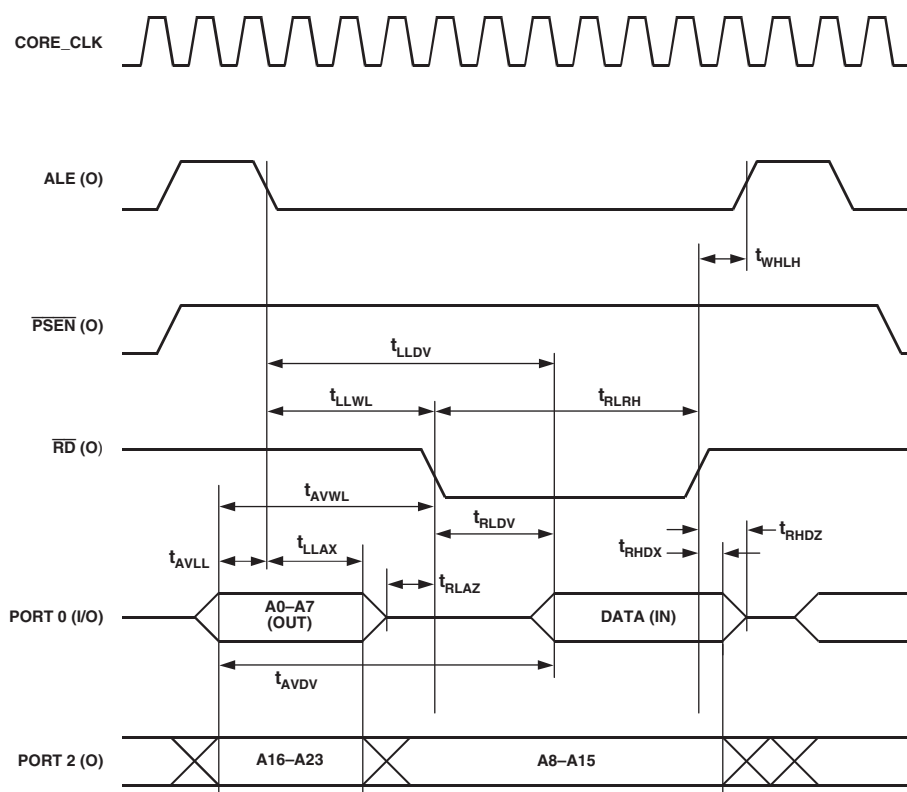 CORE_CLK
ALE (O)
tWHLH
PSEN (O)
tLLDV
tLLWL
tRLRH
RD (O)
tAVWL
tRLDV
tRHDZ
tAVLL
tLLAX
tRHDX
tRLAZ
PORT 0 (I/O)
A0–A7
(OUT)
DATA (IN)
tAVDV
PORT 2 (O)
A16–A23
A8–A15